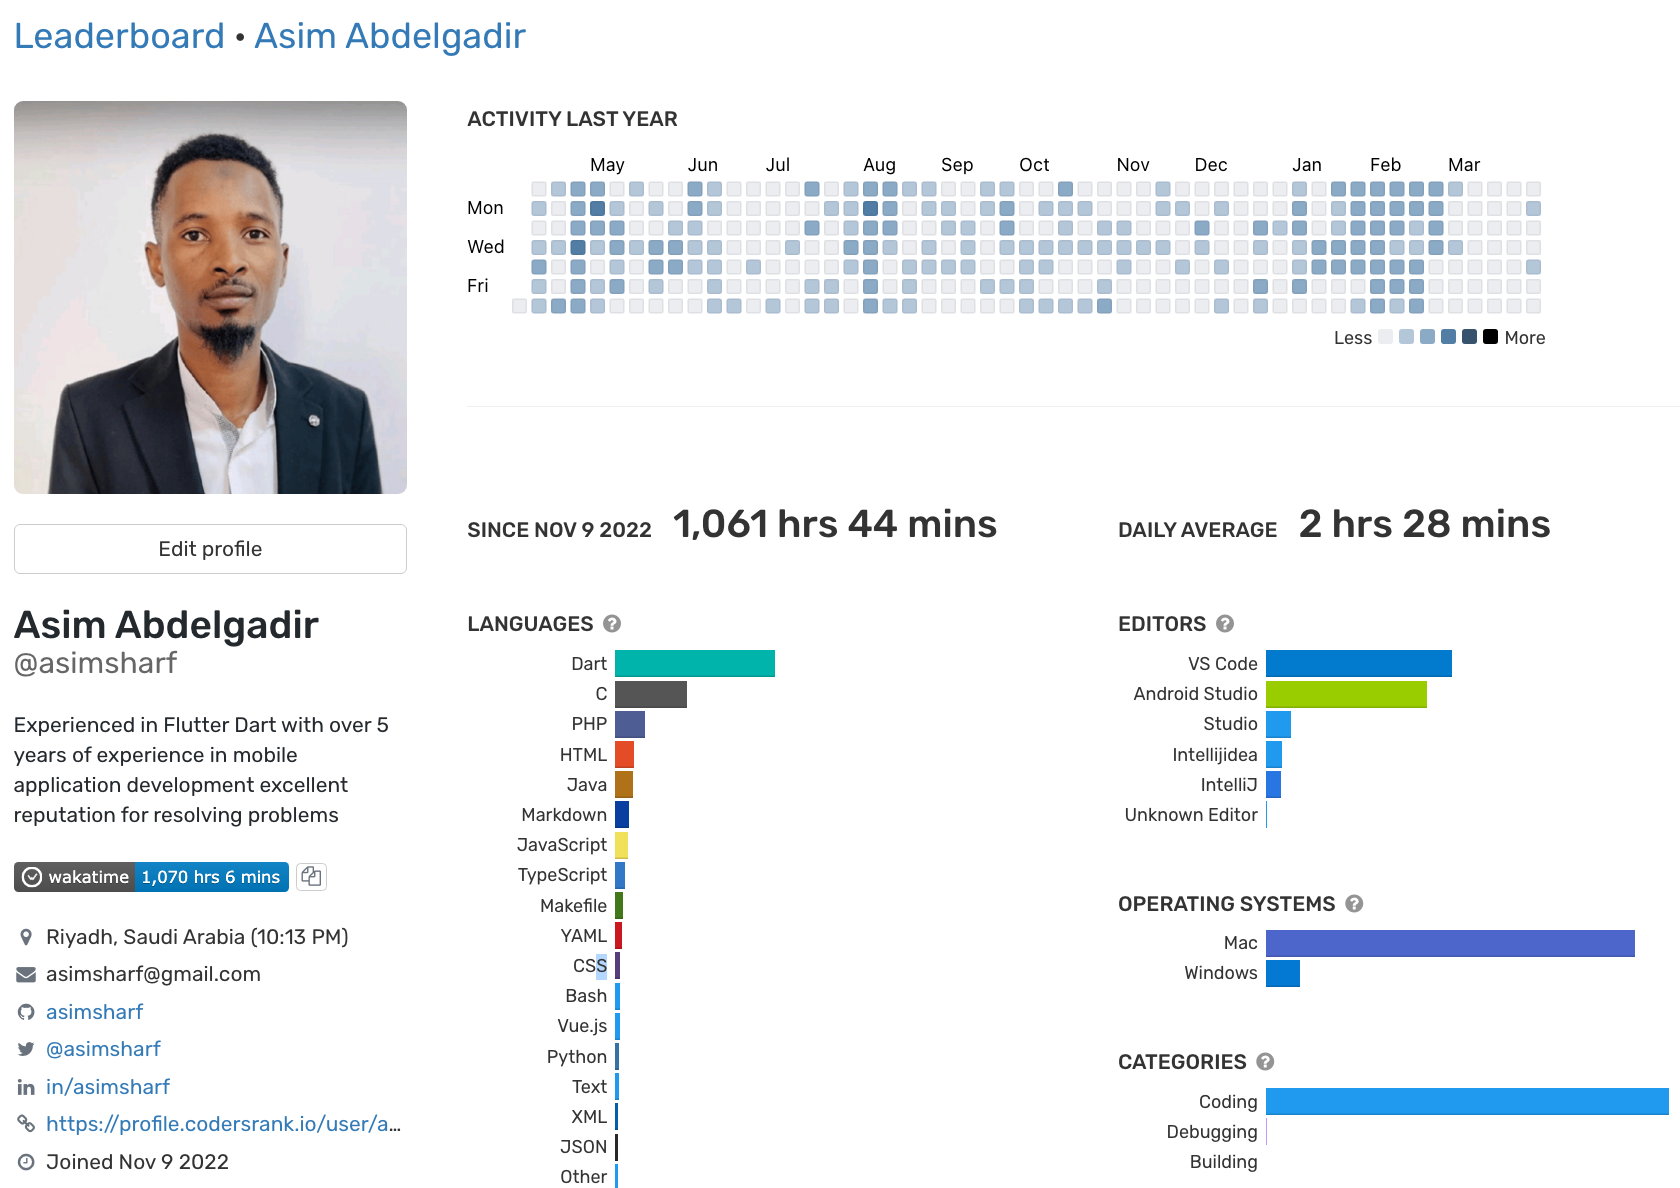 Leaderboard • Asim Abdelgadir
ACTIVITY LAST YEAR
May Jun Jul Aug Sep Oct Nov Dec Jan Feb Mar
Mon
Wed
Fri
Less More
Edit profile
Asim Abdelgadir
@asimsharf
Experienced in Flutter Dart with over 5
years of experience in mobile
application development excellent
reputation for resolving problems
wakatime 1,070 hrs 6 mins
Riyadh, Saudi Arabia (10:13 PM)
asimsharf@gmail.com
asimsharf
@asimsharf
in/asimsharf
https://profile.codersrank.io/user/a...
Joined Nov 9 2022
SINCE NOV 9 2022 1,061 hrs 44 mins
DAILY AVERAGE 2 hrs 28 mins
LANGUAGES ?
Dart
C
PHP
HTML
Java
Markdown
JavaScript
TypeScript
Makefile
YAML
CSS
Bash
Vue.js
Python
Text
XML
JSON
Other
EDITORS ?
VS Code
Android Studio
Studio
Intellijidea
IntelliJ
Unknown Editor
OPERATING SYSTEMS ?
Mac
Windows
CATEGORIES ?
Coding
Debugging
Building